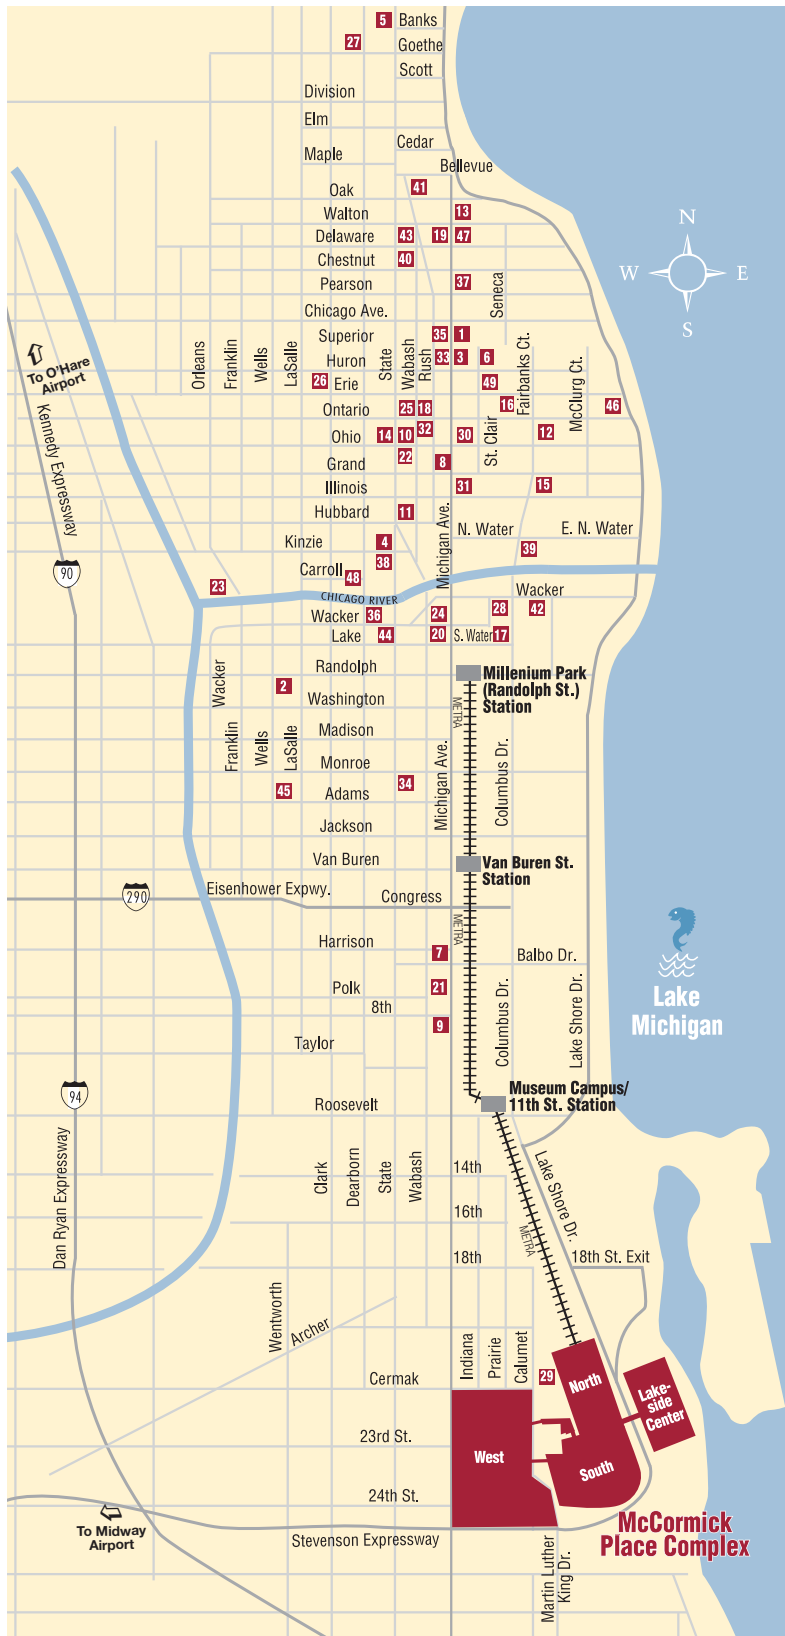 5 Banks
27
Goethe
Scott
Division
Elm
Cedar
Maple
Bellevue
Oak
41
Walton
13
Delaware
43
19
47
Chestnut
40
N
W
E
S
Pearson
37
Seneca
Chicago Ave.
Superior
35
1
Orleans
Franklin
Wells
LaSalle
State
Wabash
Rush
Huron
33
3
6
Fairbanks Ct.
McClurg Ct.
To O'Hare
Airport
26
Erie
49
Ontario
25
18
16
46
Ohio
14
10
32
30
St. Clair
12
Kennedy Expressway
22
Grand
8
Illinois
31
15
Hubbard
11
Michigan Ave.
N. Water
E. N. Water
Kinzie
4
39
38
Carroll
48
90
23
CHICAGO RIVER
Wacker
Wacker
36
24
28
42
Lake
44
20
S. Water
17
Randolph
Millenium Park
(Randolph St.)
Station
Wacker
2
Washington
METRA
Franklin
Wells
LaSalle
Madison
Monroe
Michigan Ave.
Columbus Dr.
45
Adams
34
Jackson
Van Buren
Van Buren St.
Station
290
Eisenhower Expwy.
Congress
METRA
Harrison
7
Balbo Dr.
Polk
21
8th
9
Columbus Dr.
Lake Shore Dr.
Lake
Michigan
Taylor
94
Museum Campus/
11th St. Station
Roosevelt
Dan Ryan Expressway
Clark
Dearborn
State
Wabash
14th
Lake Shore Dr.
16th
METRA
18th
18th St. Exit
Wentworth
Archer
Indiana
Prairie
Calumet
Cermak
29
North
Lake-
side
Center
23rd St.
West
South
24th St.
To Midway
Airport
Stevenson Expressway
McCormick
Place Complex
Martin Luther
King Dr.